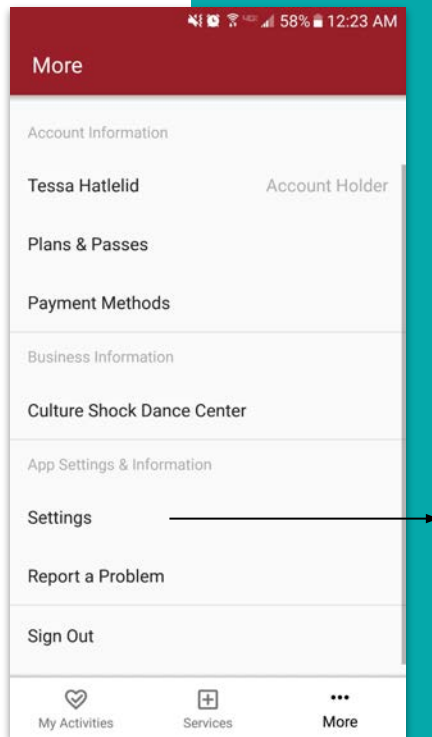 58% 12:23 AM
More
Account Information
Tessa Hatlelid Account Holder
Plans & Passes
Payment Methods
Business Information
Culture Shock Dance Center
App Settings & Information
Settings
Report a Problem
Sign Out
My Activities Services More